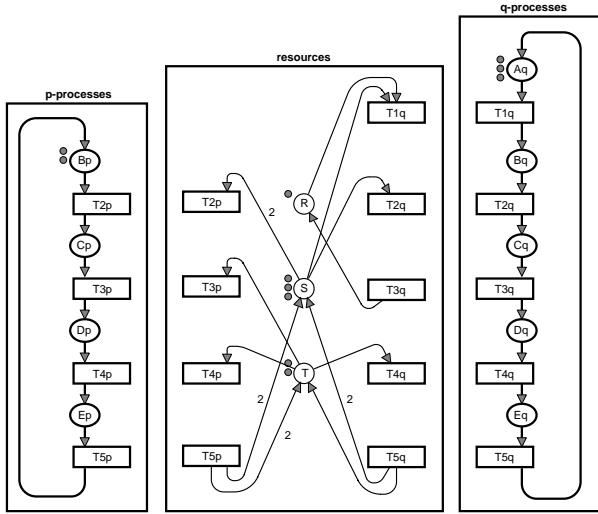 p-processes
Bp
T2p
Cp
T3p
Dp
T4p
Ep
T5p
resources
T1q
T2p
2
R
T2q
T3p
S
T3q
T4p
T
T4q
2
2
2
T5p
T5q
q-processes
Aq
T1q
Bq
T2q
Cq
T3q
Dq
T4q
Eq
T5q